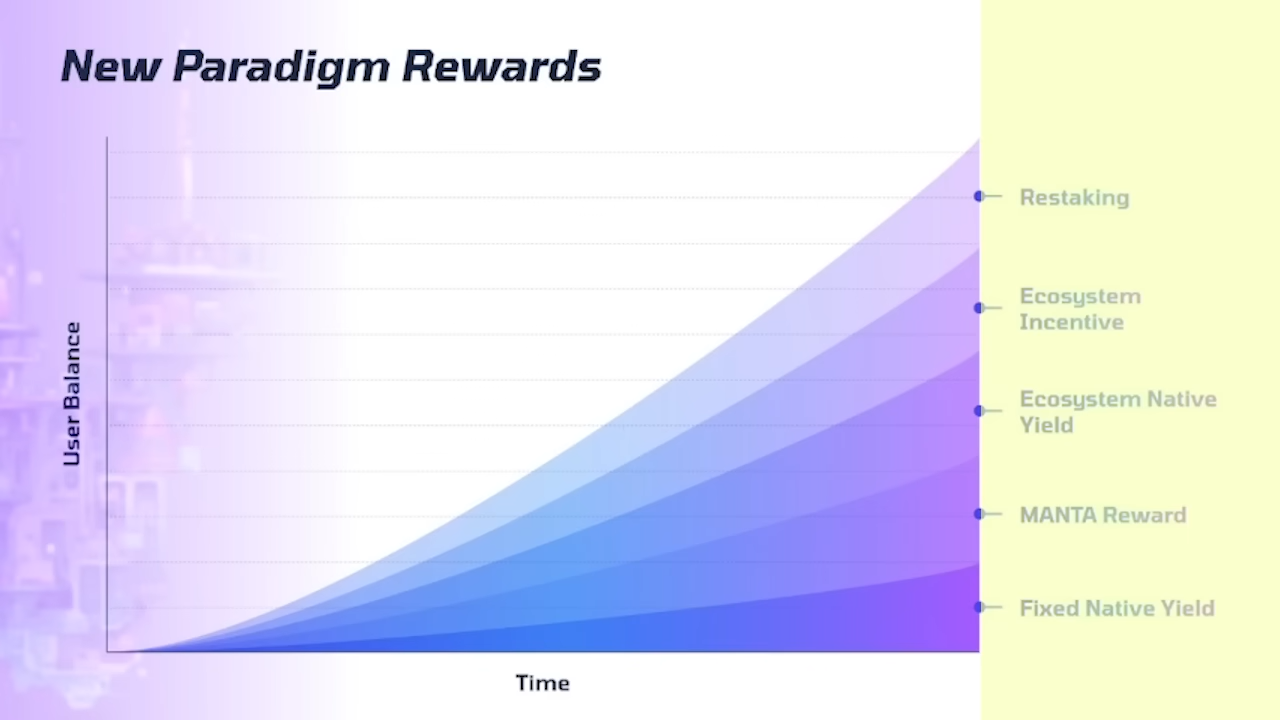 New Paradigm Rewards
User Balance
Restaking
Ecosystem
Incentive
Ecosystem Native
Yield
MANTA Reward
Fixed Native Yield
Time